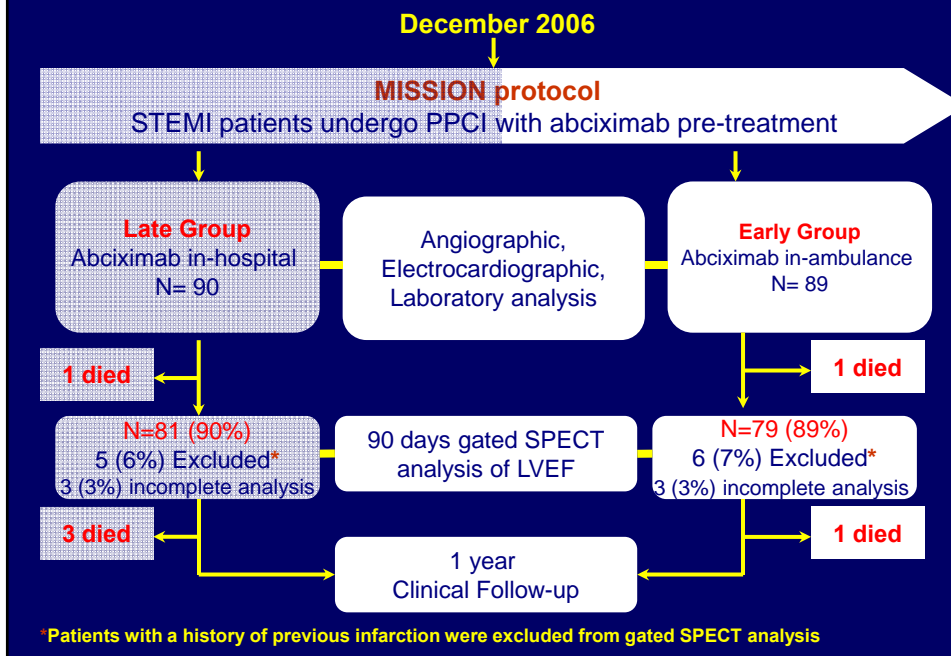 December 2006
MISSION protocol
STEMI patients undergo PPCI with abciximab pre-treatment
Late Group
Abciximab in-hospital
N= 90
Angiographic,
Electrocardiographic,
Laboratory analysis
Early Group
Abciximab in-ambulance
N= 89
1 died
1 died
N=81 (90%)
5 (6%) Excluded*
3 (3%) incomplete analysis
90 days gated SPECT
analysis of LVEF
N=79 (89%)
6 (7%) Excluded*
3 (3%) incomplete analysis
3 died
1 died
1 year
Clinical Follow-up
*Patients with a history of previous infarction were excluded from gated SPECT analysis